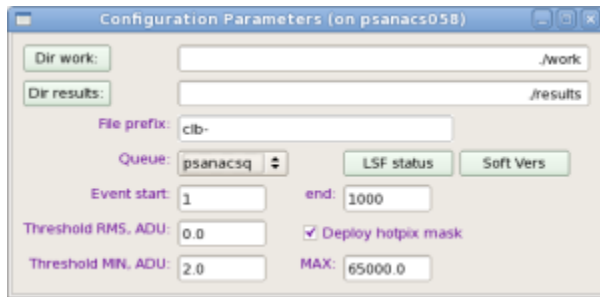 Configuration Parameters (on psanacs058)
Dir work: ./work
Dir results: ./results
File prefix: clb-
Queue: psanacsq LSF status Soft Vers
Event start: 1 end: 1000
Threshold RMS, ADU: 0.0 Deploy hotpix mask
Threshold MIN, ADU: 2.0 MAX: 65000.0